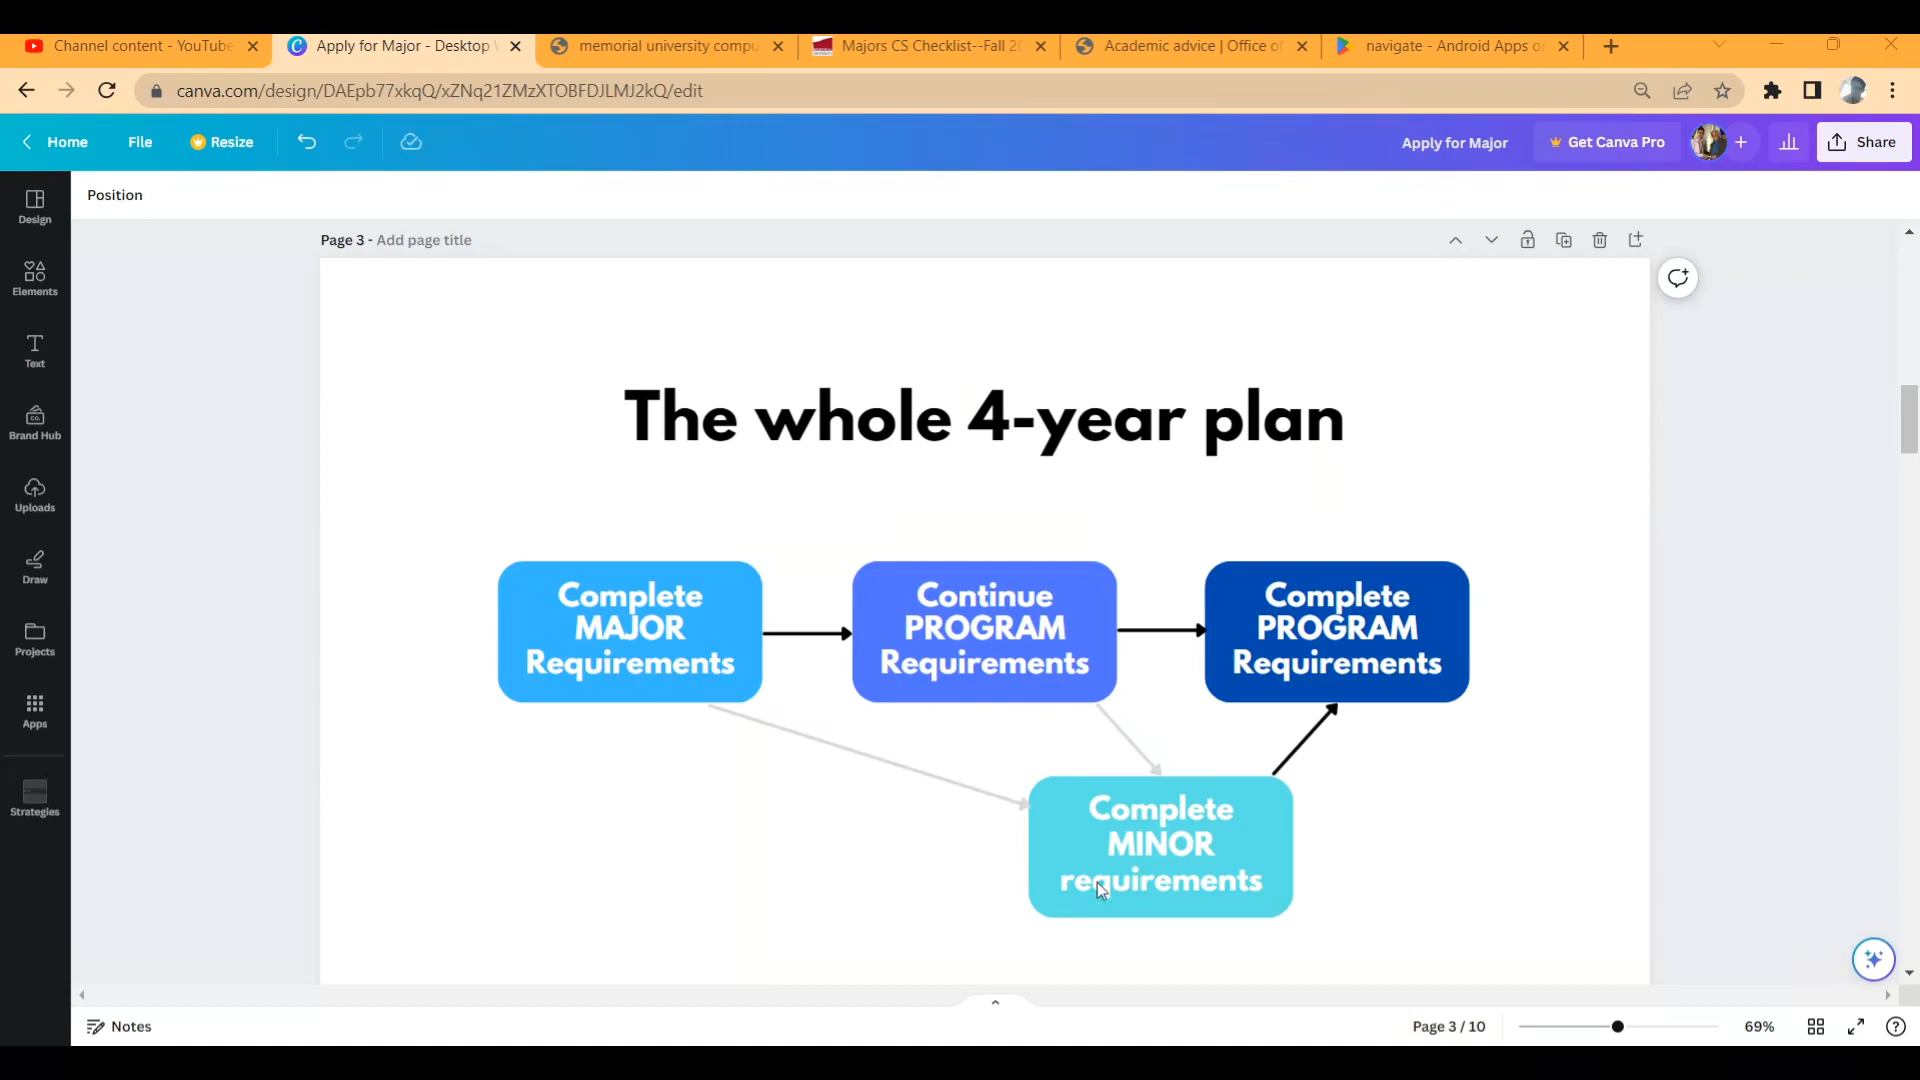 Channel content - YouTube
Apply for Major - Desktop
memorial university compu
Majors CS Checklist--Fall 20
Academic advice | Office of
navigate - Android Apps o
canva.com/design/DAEpb77xkqQ/xZNq21ZMzXTOBFDJLMJ2kQ/edit
Home
File
Resize
Apply for Major
Get Canva Pro
Share
Position
Design
Elements
Text
CO.
Brand Hub
Uploads
Draw
Projects
Apps
Strategies
Page 3 - Add page title
The whole 4-year plan
Complete
MAJOR
Requirements
Continue
PROGRAM
Requirements
Complete
PROGRAM
Requirements
Complete
MINOR
requirements
Notes
Page 3 / 10
69%